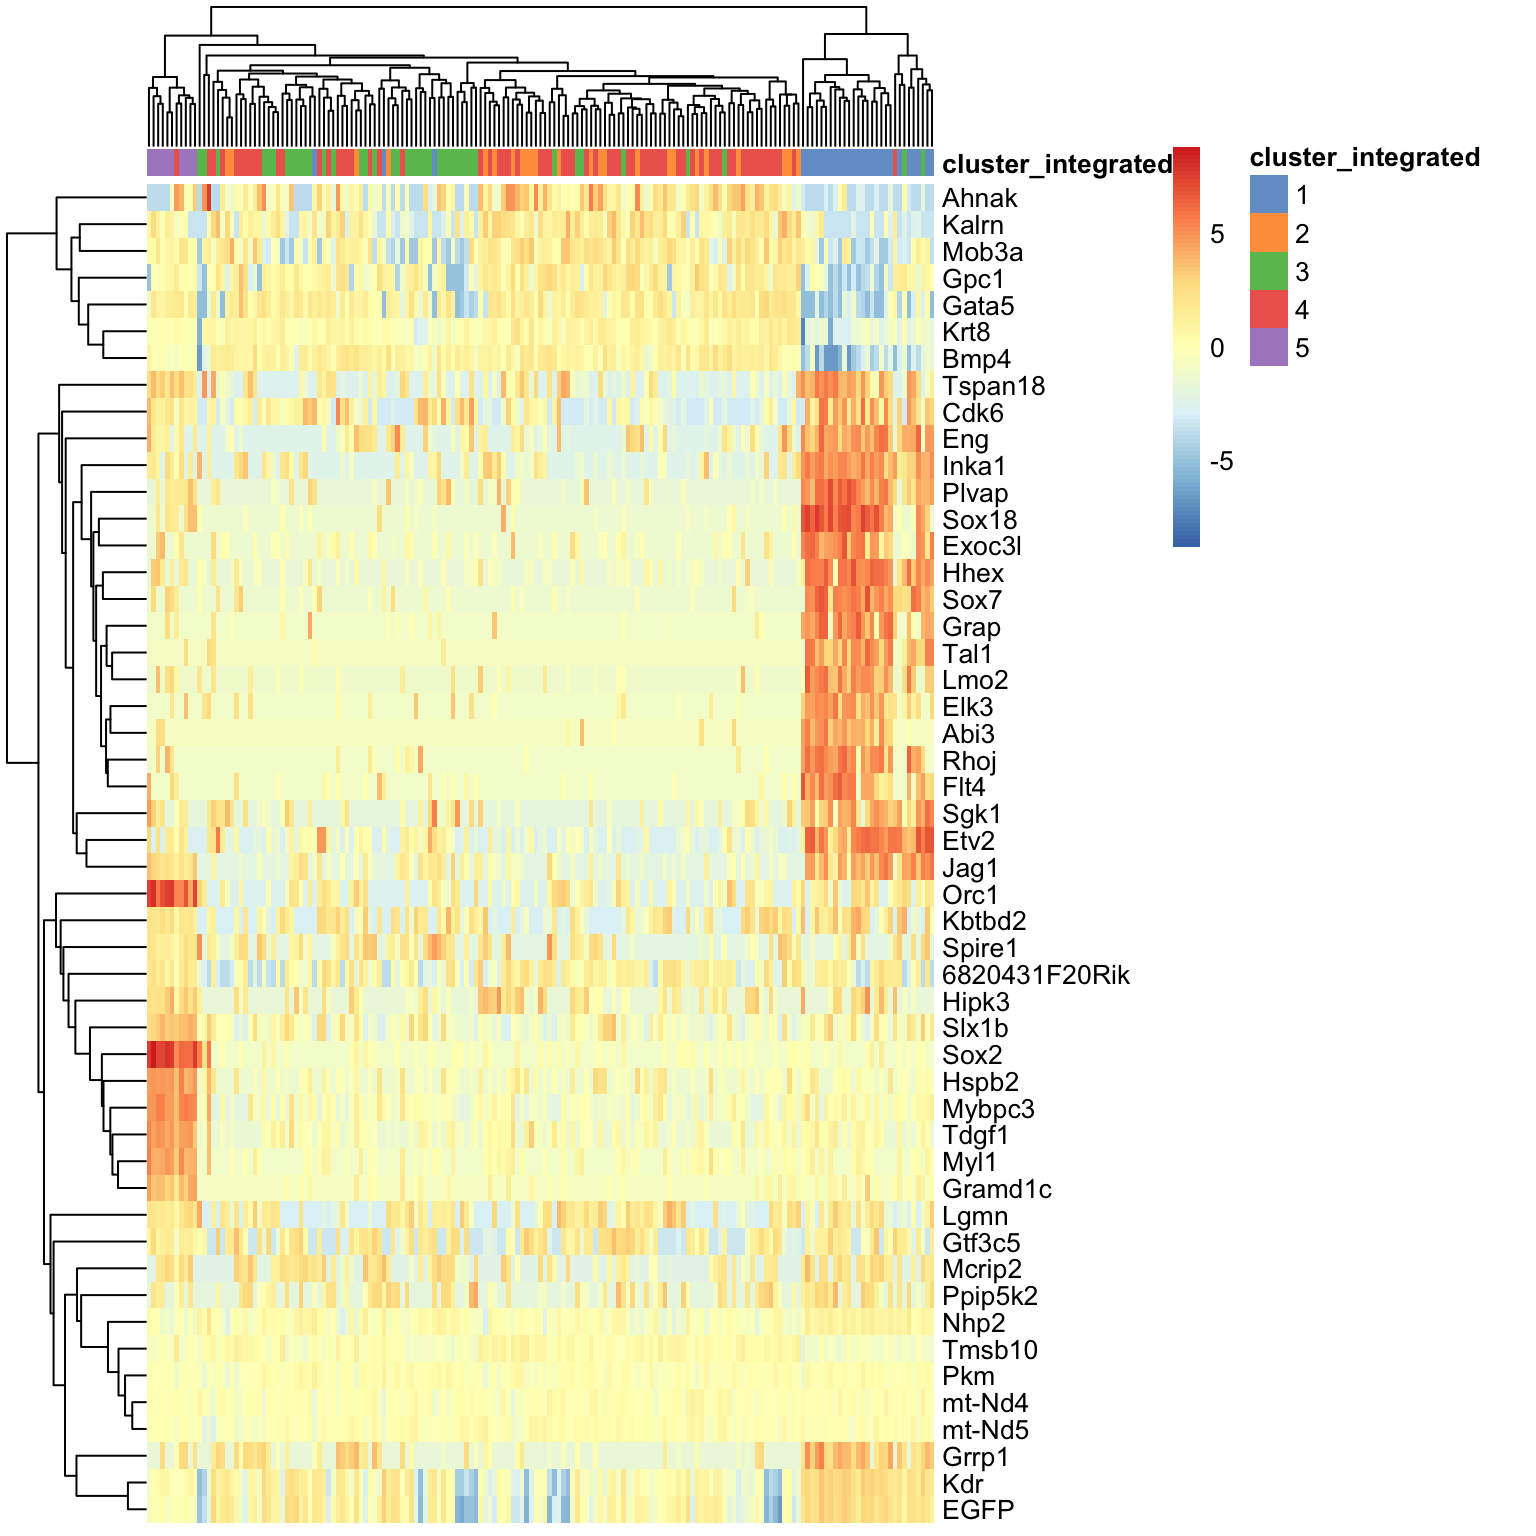 cluster_integrated
cluster_integrated
1
2
3
4
5
5
0
-5
Ahnak
Kalrn
Mob3a
Gpc1
Gata5
Krt8
Bmp4
Tspan18
Cdk6
Eng
Inka1
Plvap
Sox18
Exoc3l
Hhex
Sox7
Grap
Tal1
Lmo2
Elk3
Abi3
Rhoj
Flt4
Sgk1
Etv2
Jag1
Orc1
Kbtbd2
Spire1
6820431F20Rik
Hipk3
Slx1b
Sox2
Hspb2
Mybpc3
Tdgf1
Myl1
Gramd1c
Lgmn
Gtf3c5
Mcrip2
Ppip5k2
Nhp2
Tmsb10
Pkm
mt-Nd4
mt-Nd5
Grrp1
Kdr
EGFP